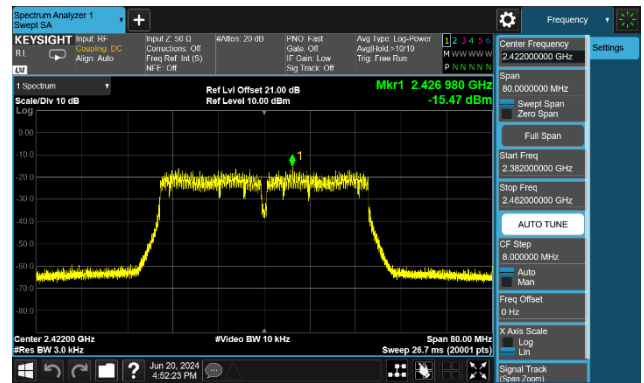 Spectrum Analyzer 1
Swept SA
Frequency
KEYSIGHT
RL
LXI
Input: RF
Coupling: DC
Align: Auto
Input Z: 50 Ω
Corrections: Off
Freq Ref: Int (S)
NFE: Off
#Atten: 20 dB
PNO: Fast
Gate: Off
IF Gain: Low
Sig Track: Off
Avg Type: Log-Power
Avg|Hold:>10/10
Trig: Free Run
1 2 3 4 5 6
M W W W W W
P N N N N N
Settings
Center Frequency
2.422000000 GHz
Span
80.0000000 MHz
Swept Span
Zero Span
Full Span
Start Freq
2.382000000 GHz
Stop Freq
2.462000000 GHz
AUTO TUNE
CF Step
8.000000 MHz
Auto
Man
Freq Offset
0 Hz
X Axis Scale
Log
Lin
Signal Track
(Span Zoom)
1 Spectrum
Scale/Div 10 dB
Log
Ref Lvl Offset 21.00 dB
Ref Level 10.00 dBm
Mkr1 2.426 980 GHz
-15.47 dBm
1
0.00
-10.0
-20.0
-30.0
-40.0
-50.0
-60.0
-70.0
-80.0
Center 2.42200 GHz
#Res BW 3.0 kHz
#Video BW 10 kHz
Span 80.00 MHz
Sweep 26.7 ms (20001 pts)
?
Jun 20, 2024
4:52:23 PM